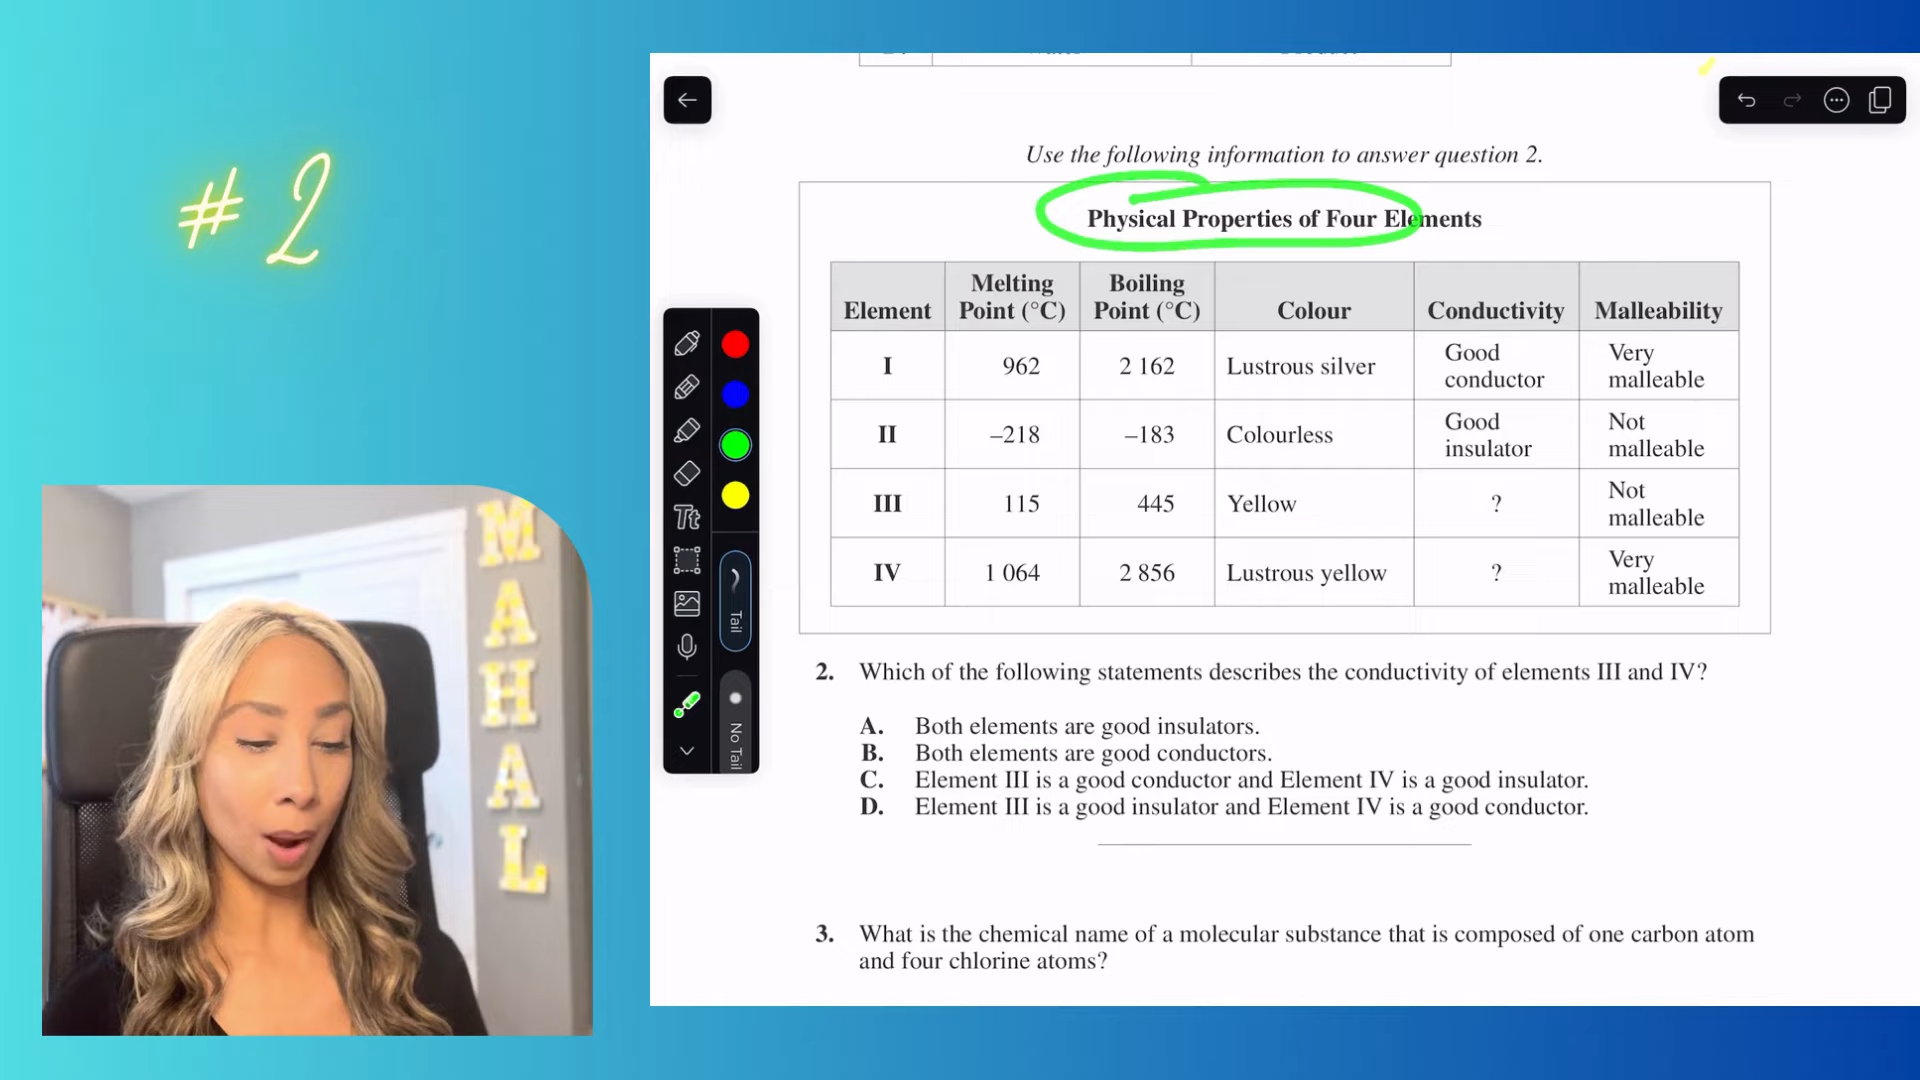 # 2
MAHAL
Use the following information to answer question 2.
Physical Properties of Four Elements
Element Melting Point (°C) Boiling Point (°C) Colour Conductivity Malleability
I 962 2 162 Lustrous silver Good conductor Very malleable
II –218 –183 Colourless Good insulator Not malleable
III 115 445 Yellow ? Not malleable
IV 1 064 2 856 Lustrous yellow ? Very malleable
Tt
Tail
No Tail
2. Which of the following statements describes the conductivity of elements III and IV?
A. Both elements are good insulators.
B. Both elements are good conductors.
C. Element III is a good conductor and Element IV is a good insulator.
D. Element III is a good insulator and Element IV is a good conductor.
3. What is the chemical name of a molecular substance that is composed of one carbon atom
and four chlorine atoms?